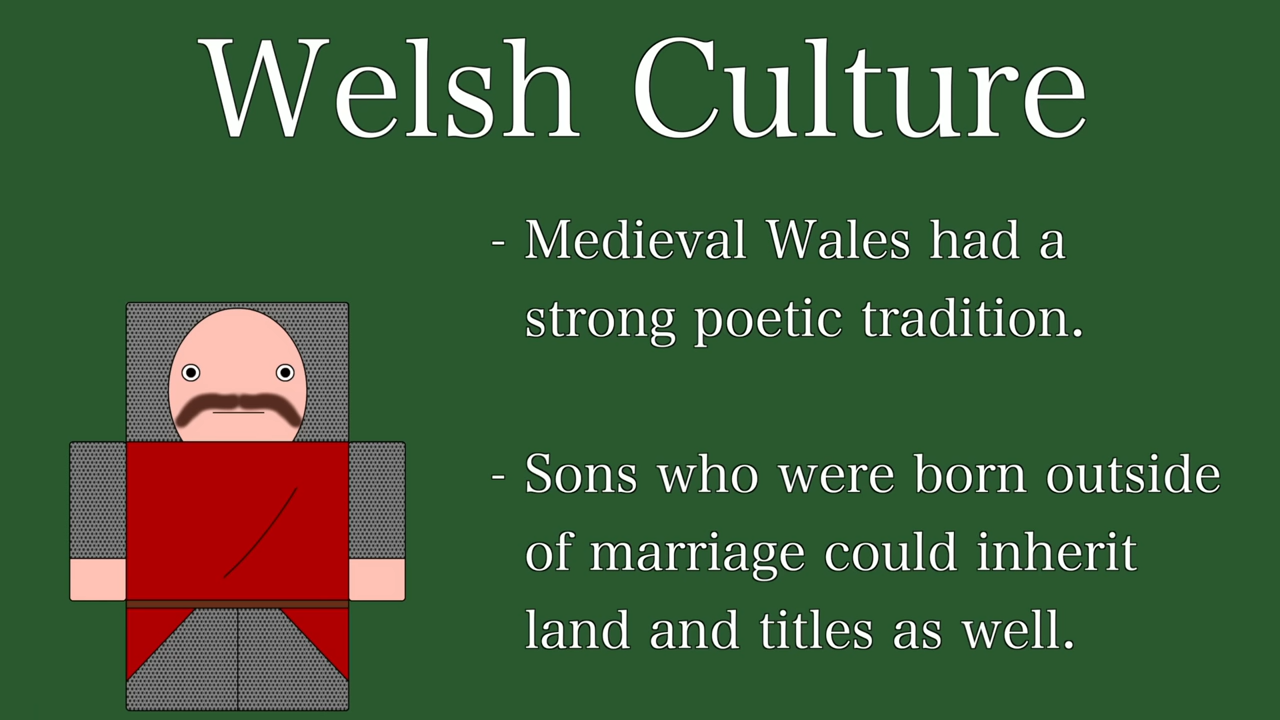 Welsh Culture
- Medieval Wales had a
strong poetic tradition.
- Sons who were born outside
of marriage could inherit
land and titles as well.